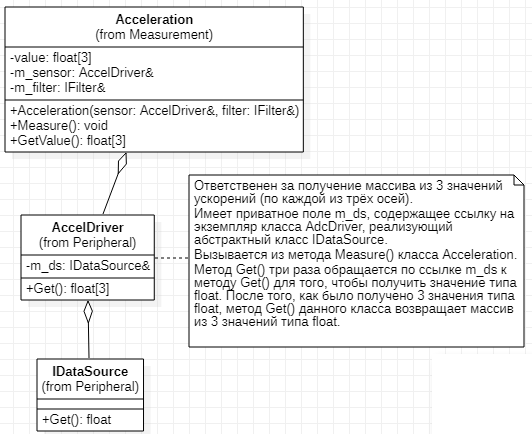 Acceleration
(from Measurement)
-value: float[3]
-m_sensor: AccelDriver&
-m_filter: IFilter&
+Acceleration(sensor: AccelDriver&, filter: IFilter&)
+Measure(): void
+GetValue(): float[3]
AccelDriver
(from Peripheral)
-m_ds: IDataSource&
+Get(): float[3]
Ответственен за получение массива из 3 значений
ускорений (по каждой из трёх осей).
Имеет приватное поле m_ds, содержащее ссылку на
экземпляр класса AdcDriver, реализующий
абстрактный класс IDataSource.
Вызывается из метода Measure() класса Acceleration.
Метод Get() три раза обращается по ссылке m_ds к
методу Get() для того, чтобы получить значение типа
float. После того, как было получено 3 значения типа
float, метод Get() данного класса возвращает массив
из 3 значений типа float.
IDataSource
(from Peripheral)
+Get(): float